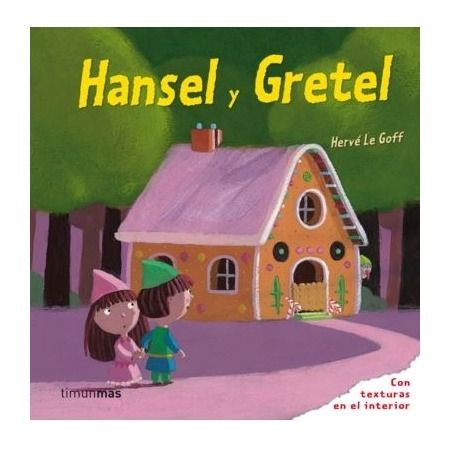 Hansel y Gretel
Hervé Le Goff
Con
texturas
en el interior
timunmas